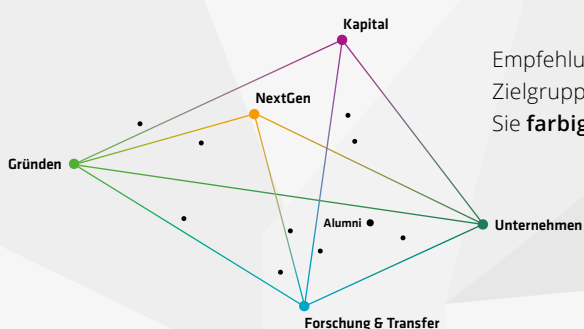 Kapital
Empfehlu
NextGen
Zielgrupp
Sie farbig
Gründen
Alumni
Unternehmen
Forschung & Transfer